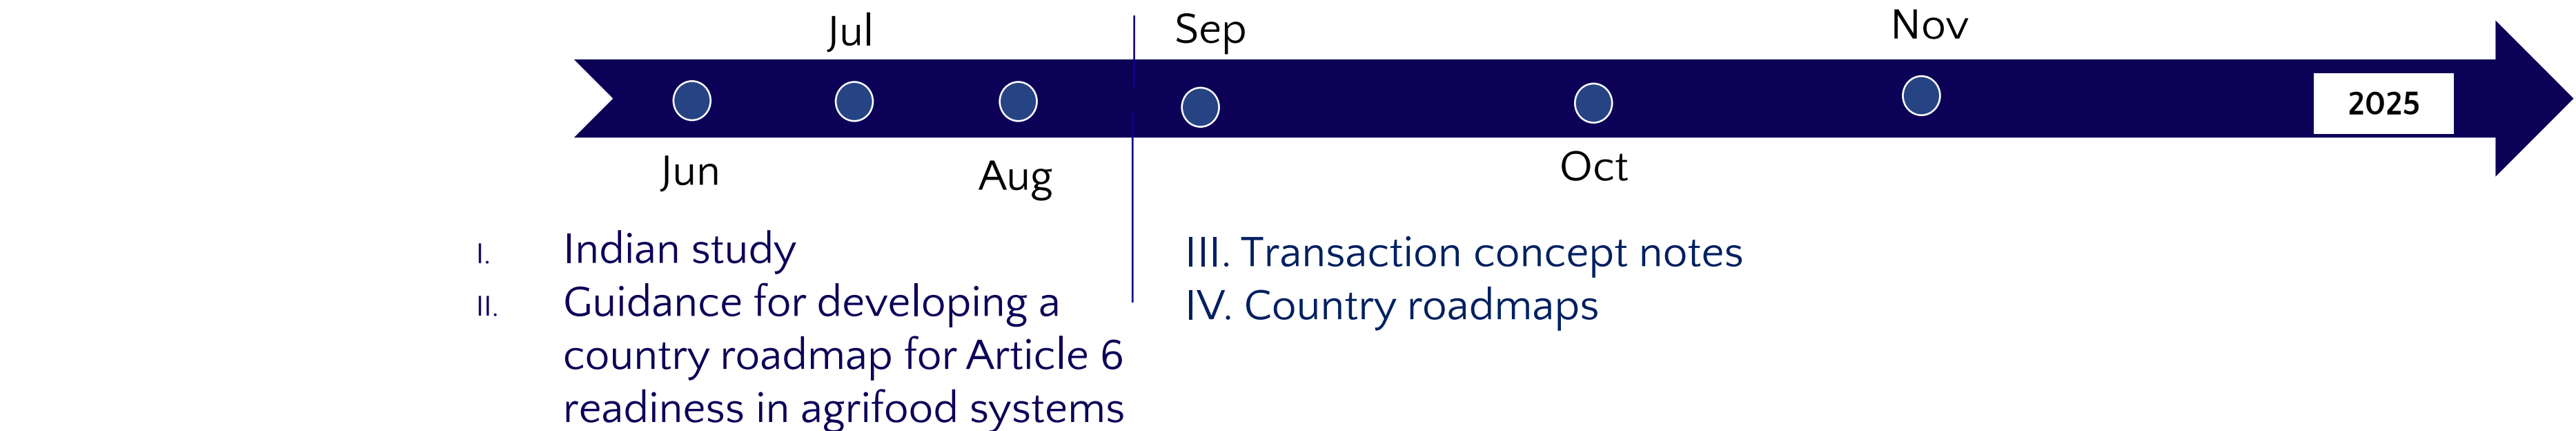 Jul
Sep
Nov
2025
Jun
Aug
Oct
I. Indian study
II. Guidance for developing a
country roadmap for Article 6
readiness in agrifood systems
III. Transaction concept notes
IV. Country roadmaps